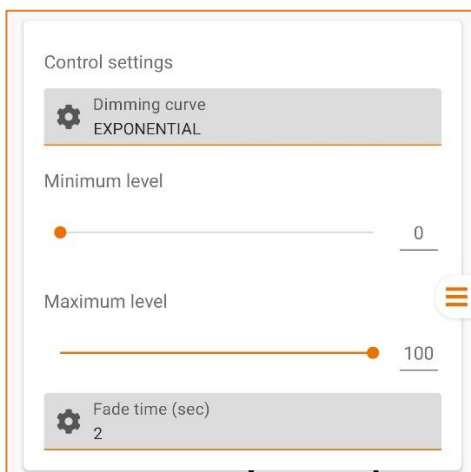 Control settings
Dimming curve
EXPONENTIAL
Minimum level
0
Maximum level
100
Fade time (sec)
2